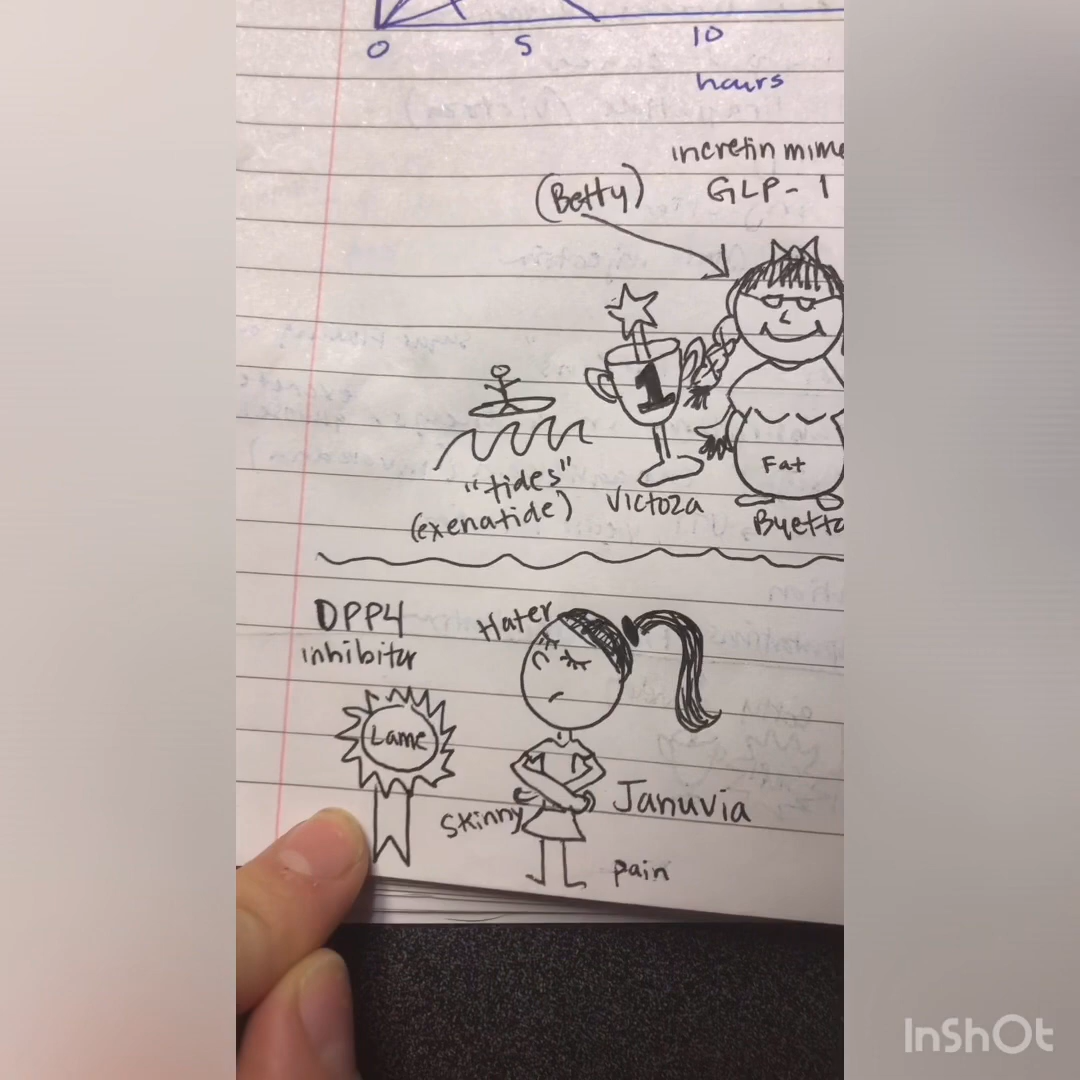 0 5 10
hours
incretin mime
(Betty) GLP-1
1
"tides"
(exenatide)
Victoza
Fat
Byetta
DPP4
inhibitor
Hater
Lame
Skinny
Januvia
pain
InShOt